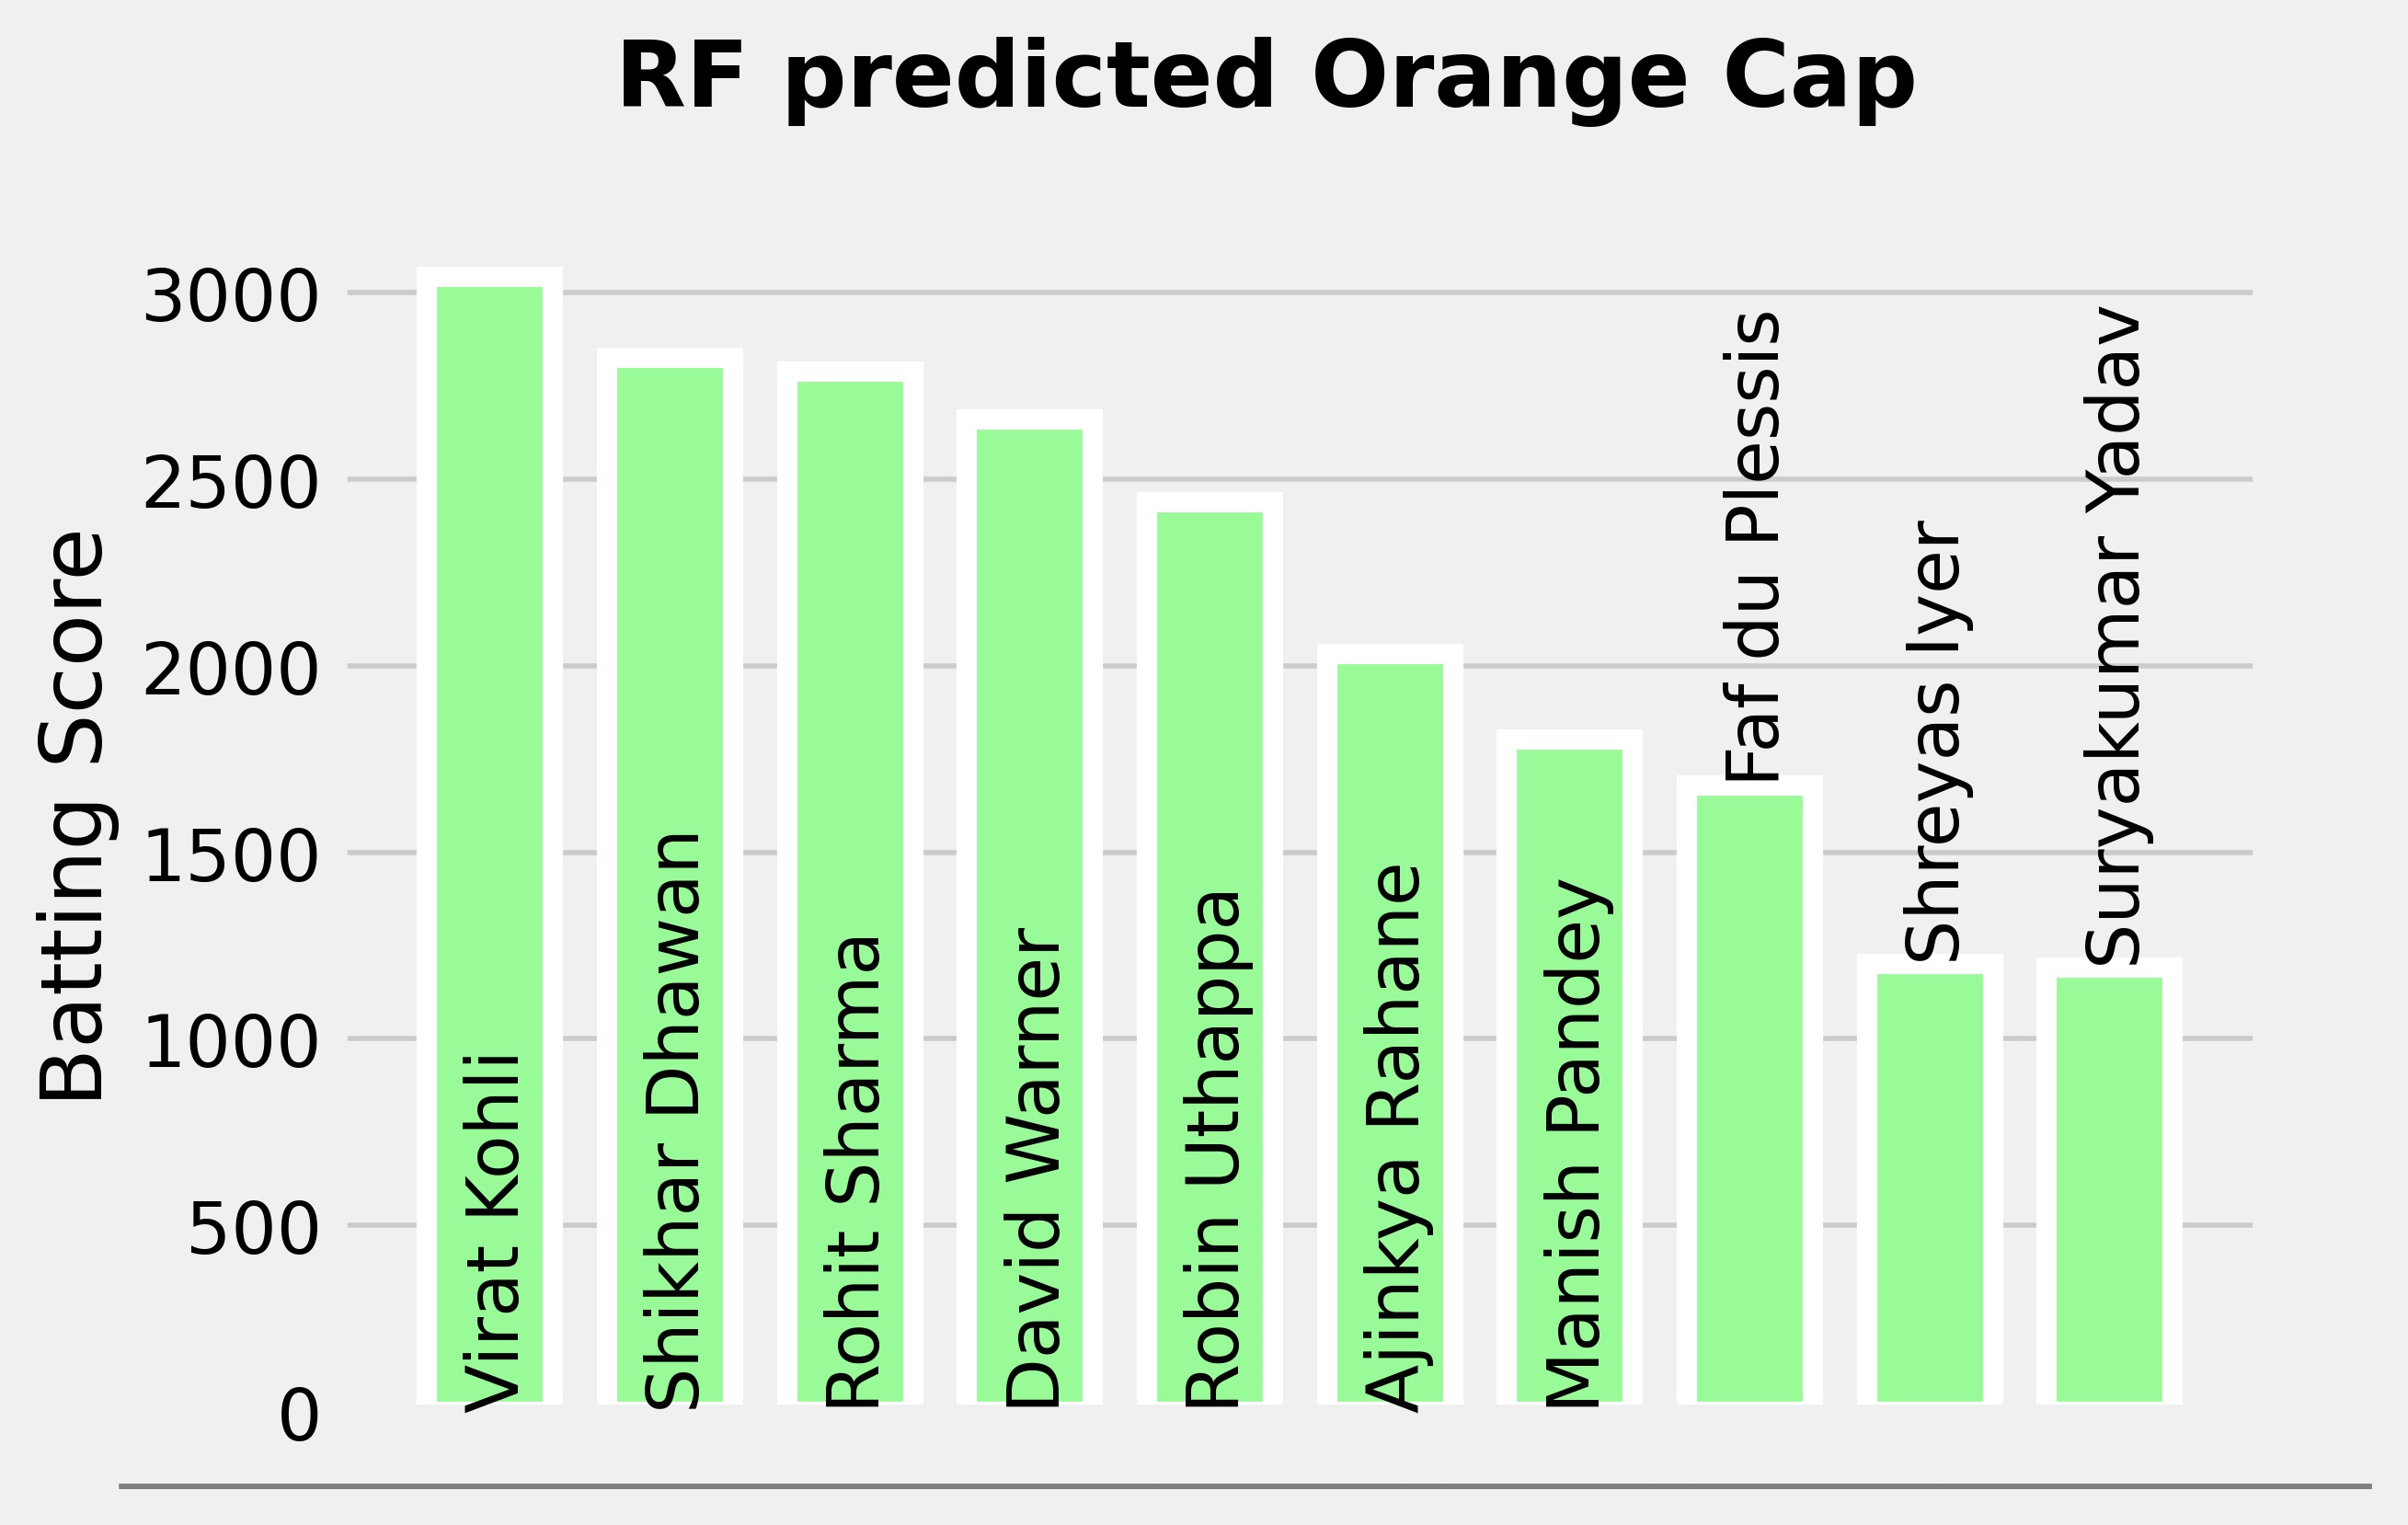 RF predicted Orange Cap
Batting Score
3000
2500
2000
1500
1000
500
0
Virat Kohli
Shikhar Dhawan
Rohit Sharma
David Warner
Robin Uthappa
Ajinkya Rahane
Manish Pandey
Faf du Plessis
Shreyas Iyer
Suryakumar Yadav